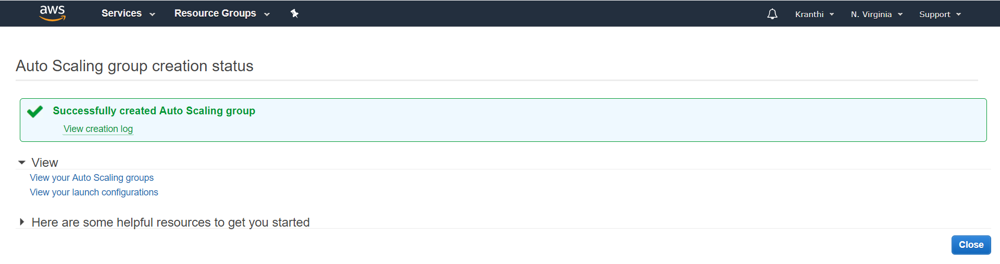 aws Services Resource Groups Kranthi N. Virginia Support
Auto Scaling group creation status
Successfully created Auto Scaling group
View creation log
View
View your Auto Scaling groups
View your launch configurations
Here are some helpful resources to get you started
Close